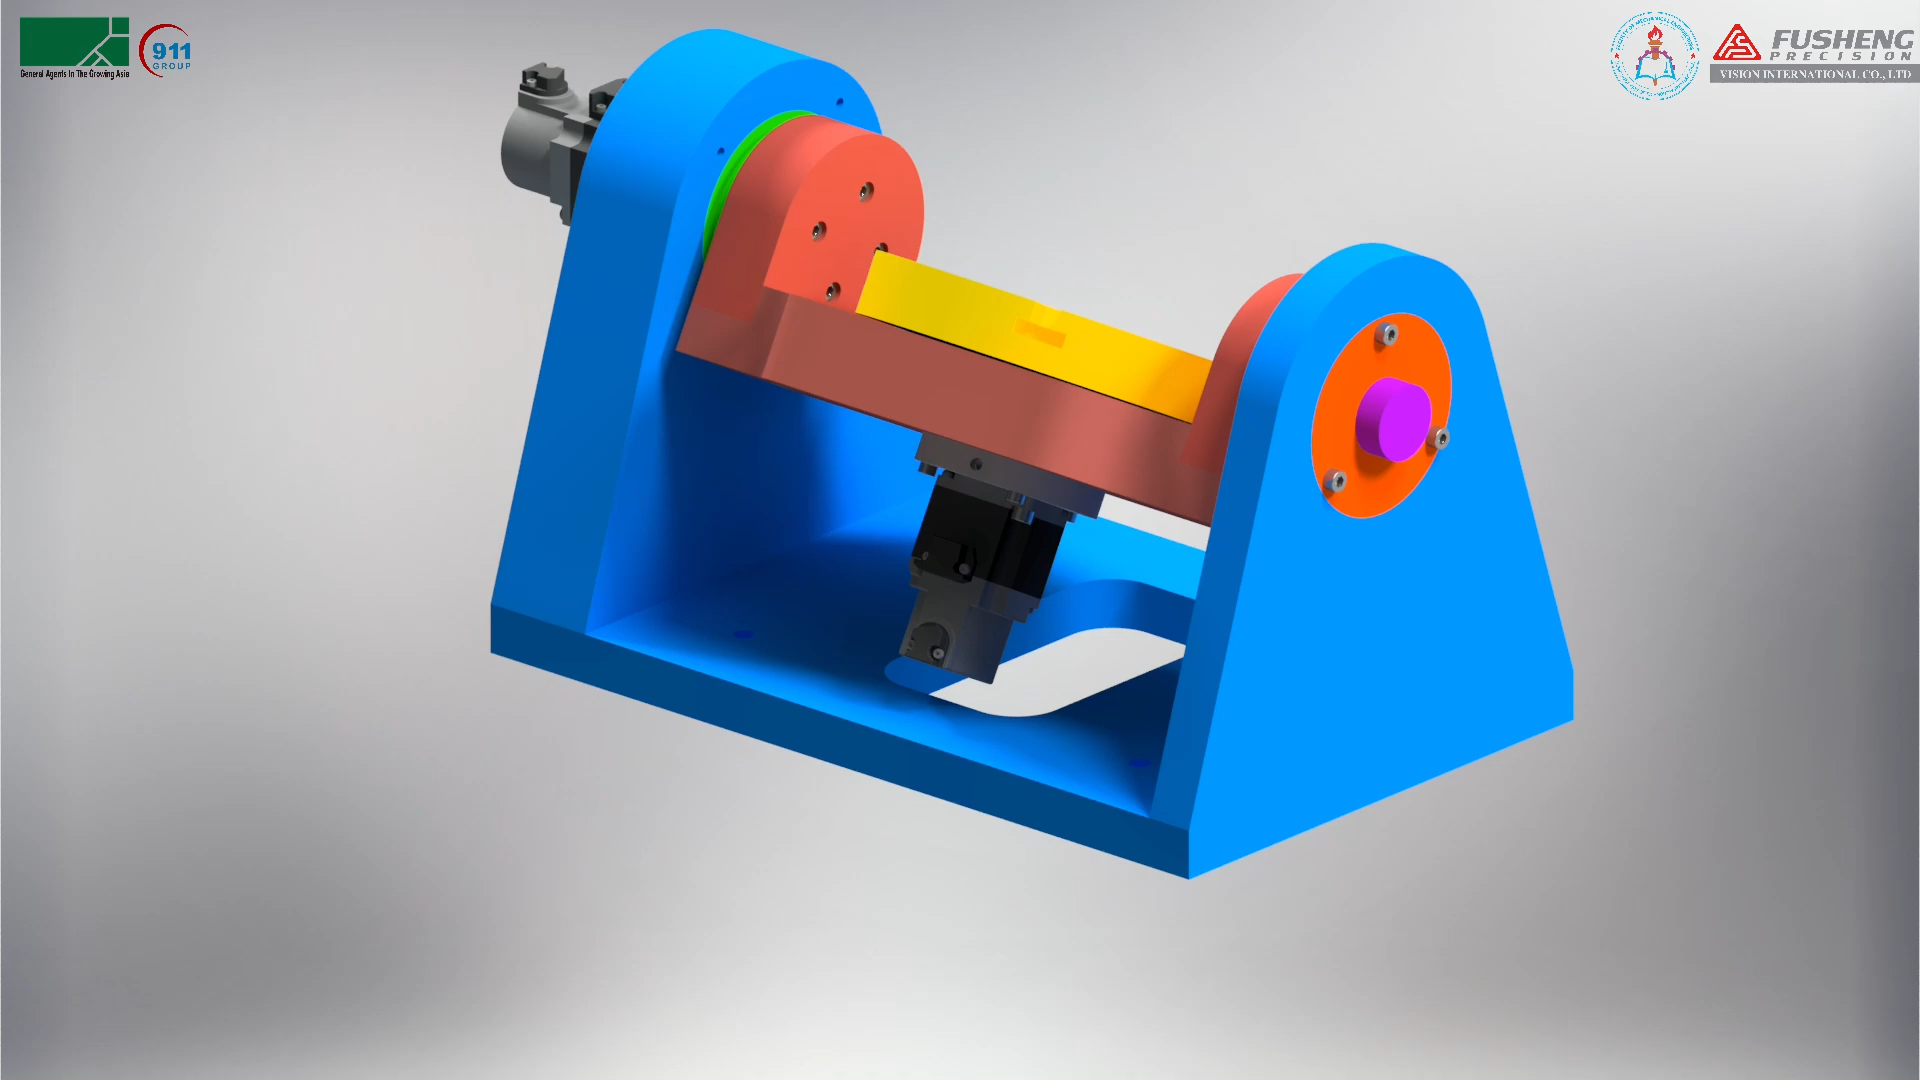 General Agents In The Growing Asia
911
GROUP
FUSHENG
PRECISION
VISION INTERNATIONAL CO., LTD